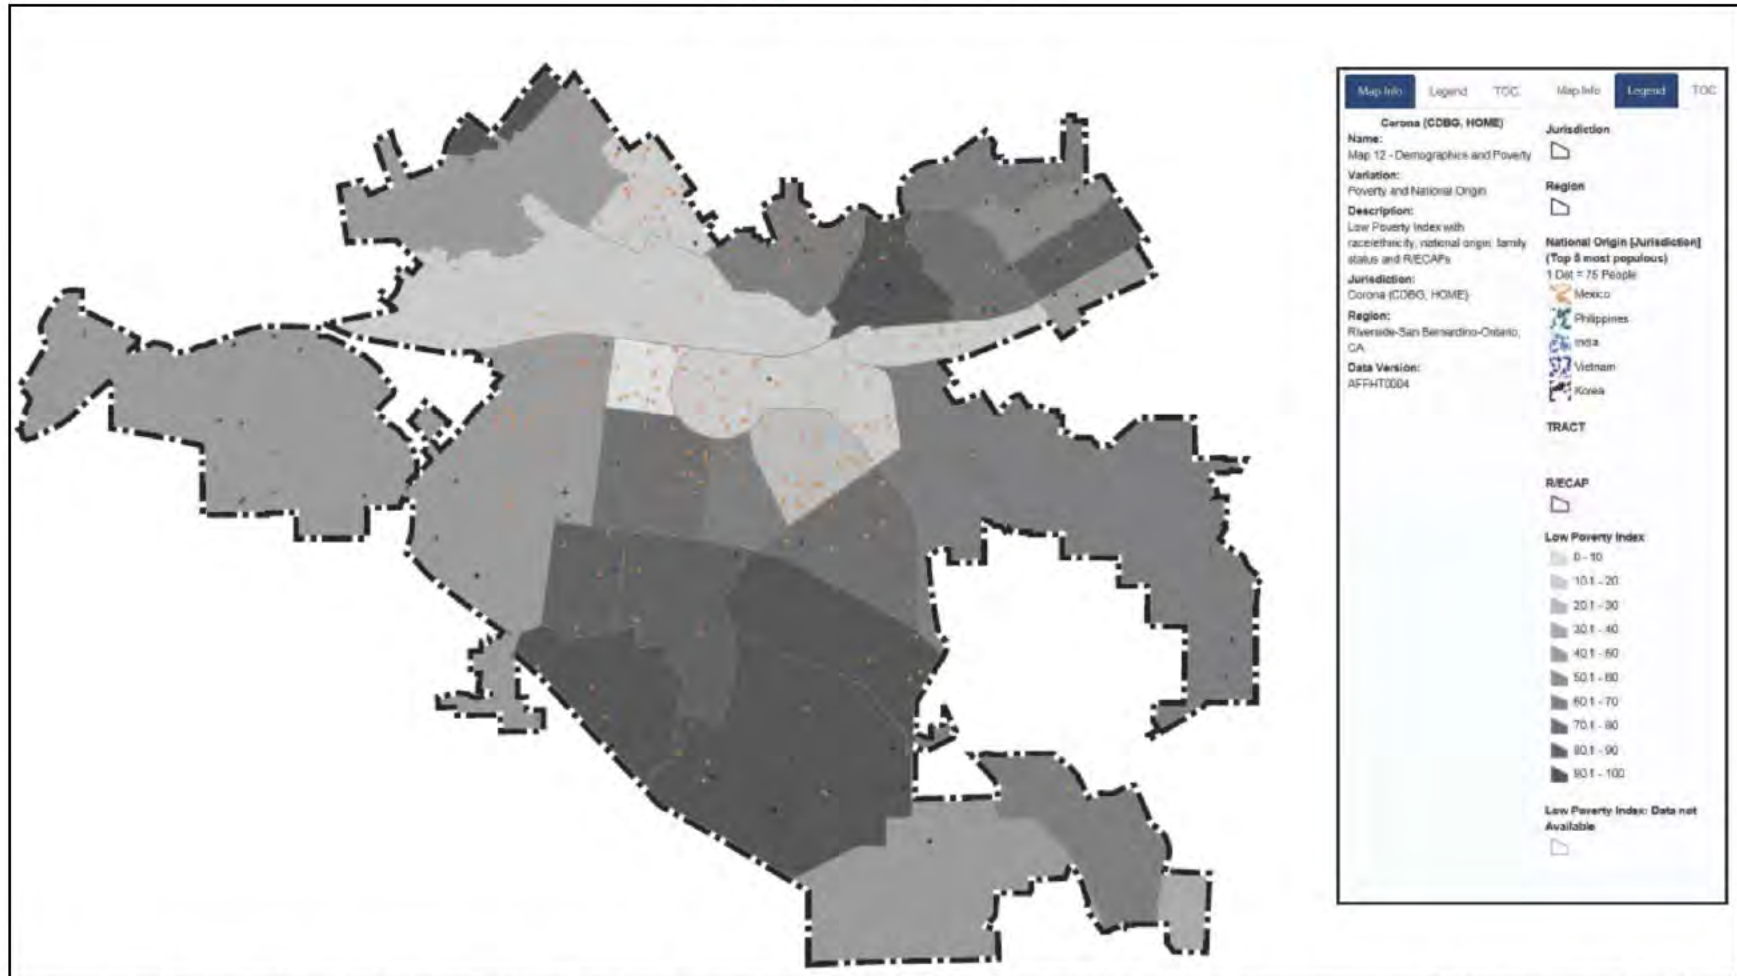 Map Info Legend TOC
Corona (CDBG, HOME)
Name:
Map 12 - Demographics and Poverty
Variation:
Poverty and National Origin
Description:
Low Poverty Index with
race/ethnicity, national origin, family
status and R/ECAPs
Jurisdiction:
Corona (CDBG, HOME)
Region:
Riverside-San Bernardino-Ontario,
CA
Data Version:
AFFHT0004
Map Info Legend TOC
Jurisdiction
Region
National Origin [Jurisdiction]
(Top 5 most populous)
1 Dot = 75 People
Mexico
Philippines
India
Vietnam
Korea
TRACT
R/ECAP
Low Poverty Index
0 - 10
10.1 - 20
20.1 - 30
30.1 - 40
40.1 - 50
50.1 - 60
60.1 - 70
70.1 - 80
80.1 - 90
90.1 - 100
Low Poverty Index: Data not
Available